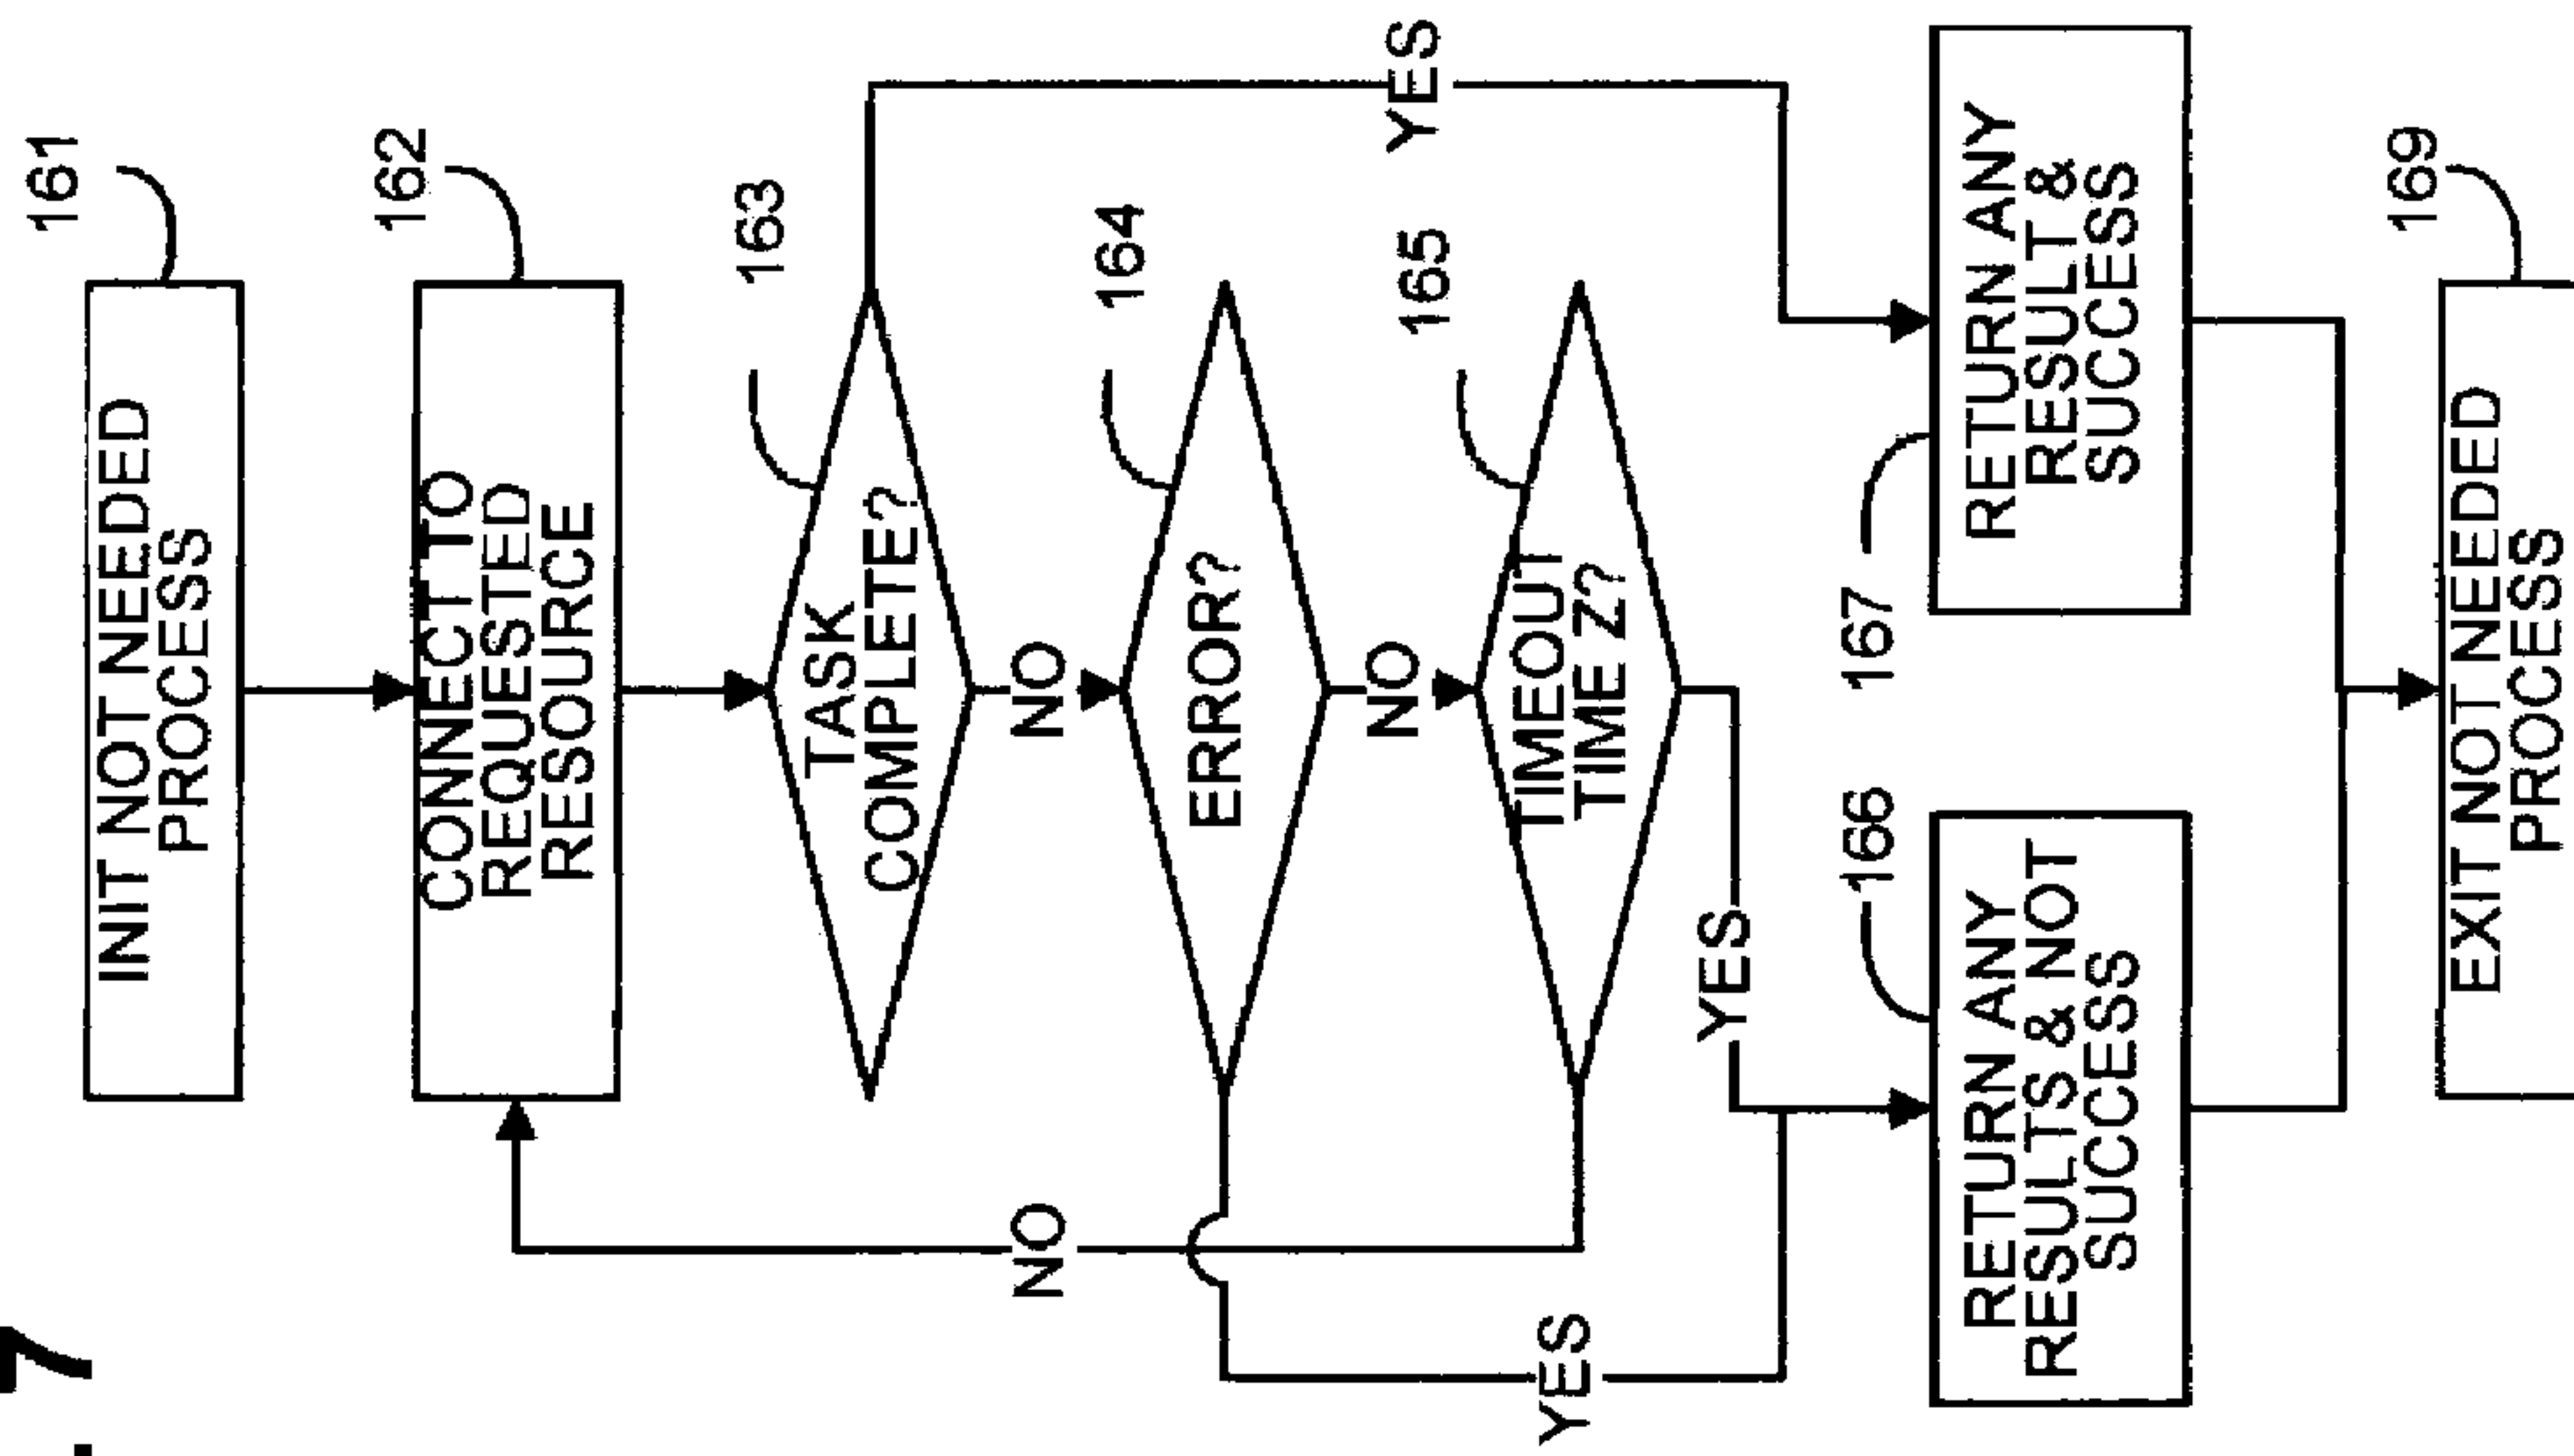 . 7
161
INIT NOT NEEDED
PROCESS
162
CONNECT TO
REQUESTED
RESOURCE
163
TASK
COMPLETE?
NO
164
ERROR?
NO
165
TIMEOUT
TIME Z?
NO
YES
YES
YES
166
RETURN ANY
RESULTS & NOT
SUCCESS
167
RETURN ANY
RESULT &
SUCCESS
169
EXIT NOT NEEDED
PROCESS